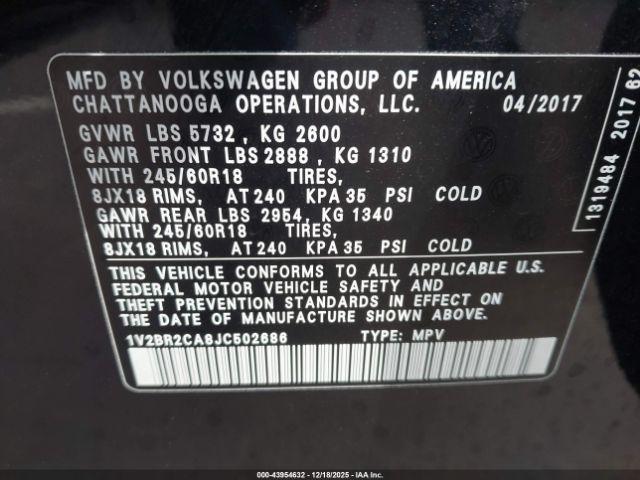 MFD BY VOLKSWAGEN GROUP OF AMERICA
CHATTANOOGA OPERATIONS, LLC. 04/2017
GVWR LBS 5732 , KG 2600
GAWR FRONT LBS 2888 , KG 1310
WITH 245/60R18 TIRES,
8JX18 RIMS, AT 240 KPA 35 PSI COLD
GAWR REAR LBS 2954, KG 1340
WITH 245/60R18 TIRES,
8JX18 RIMS, AT 240 KPA 35 PSI COLD
THIS VEHICLE CONFORMS TO ALL APPLICABLE U.S.
FEDERAL MOTOR VEHICLE SAFETY AND
THEFT PREVENTION STANDARDS IN EFFECT ON
THE DATE OF MANUFACTURE SHOWN ABOVE.
1V2BR2CA8JC502686 TYPE: MPV
1319484 2017 62
000-43954632 - 12/18/2025 - IAA Inc.